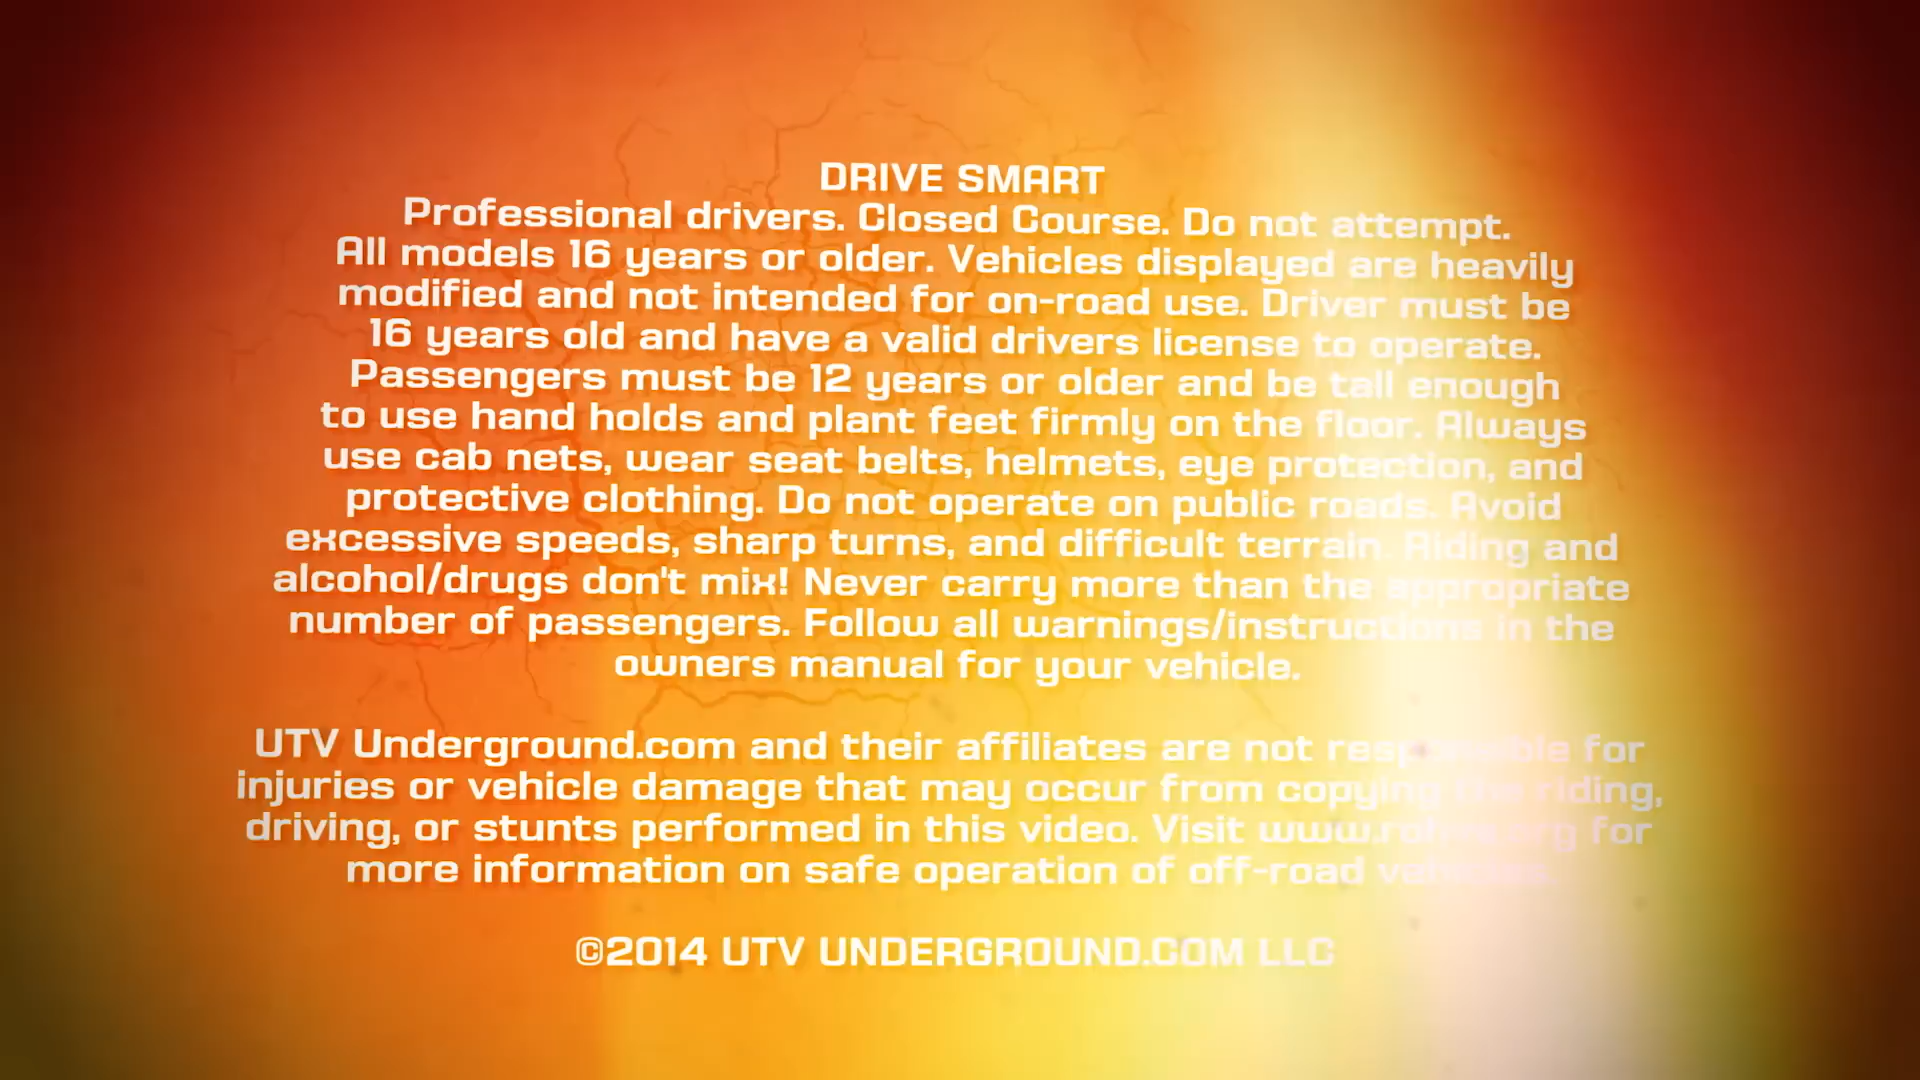 DRIVE SMART
Professional drivers. Closed Course. Do not attempt.
All models 16 years or older. Vehicles displayed are heavily
modified and not intended for on-road use. Driver must be
16 years old and have a valid drivers license to operate.
Passengers must be 12 years or older and be tall enough
to use hand holds and plant feet firmly on the floor. Always
use cab nets, wear seat belts, helmets, eye protection, and
protective clothing. Do not operate on public roads. Avoid
excessive speeds, sharp turns, and difficult terrain. Riding and
alcohol/drugs don't mix! Never carry more than the appropriate
number of passengers. Follow all warnings/instructions in the
owners manual for your vehicle.
UTV Underground.com and their affiliates are not responsible for
injuries or vehicle damage that may occur from copying the riding,
driving, or stunts performed in this video. Visit for
more information on safe operation of off-road vehicles.
©2014 UTV UNDERGROUND.COM LLC